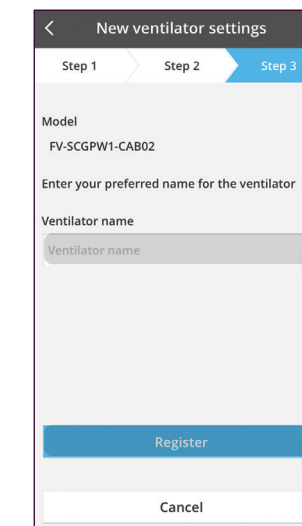 New ventilator settings
Step 1
Step 2
Step 3
Model
FV-SCGPW1-CAB02
Enter your preferred name for the ventilator
Ventilator name
Ventilator name
Register
Cancel